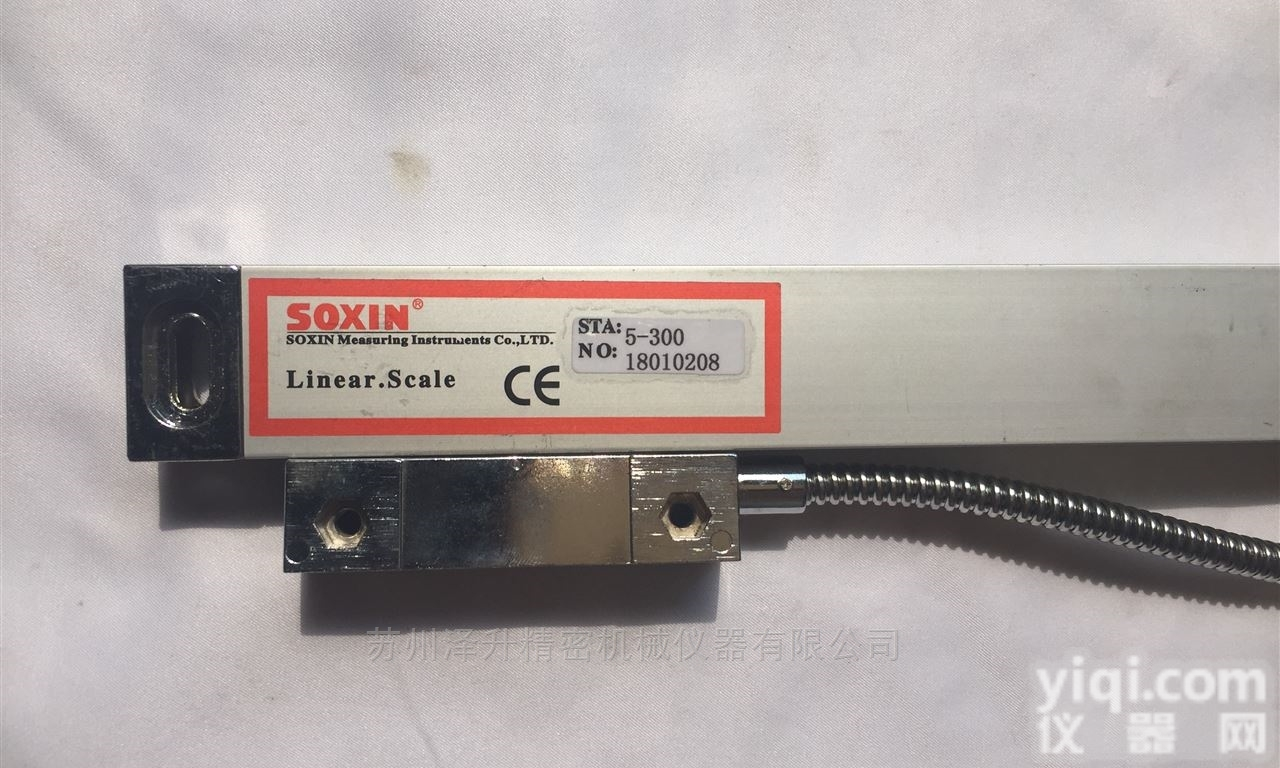 SOXIN®
SOXIN Measuring Instruments Co.,LTD.
Linear.Scale
CE
STA: 5-300
NO: 18010208
苏州泽升精密机械仪器有限公司
yiqi.com
仪器网